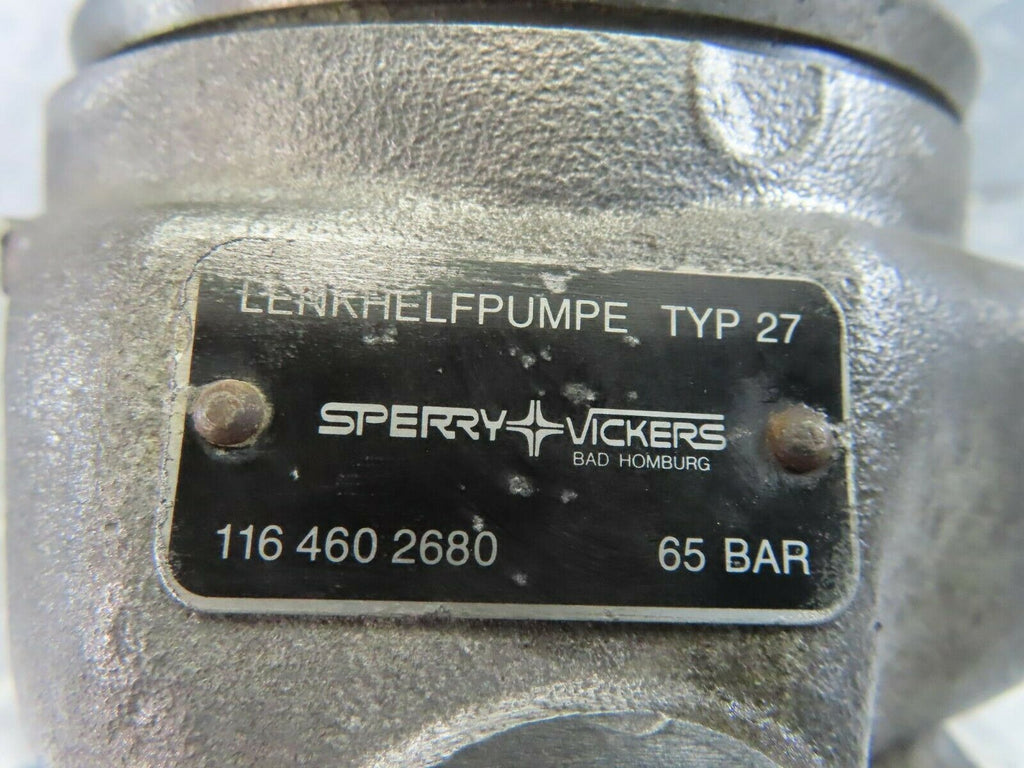 LENKHELFPUMPE TYP 27
SPERRY VICKERS
BAD HOMBURG
116 460 2680 65 BAR